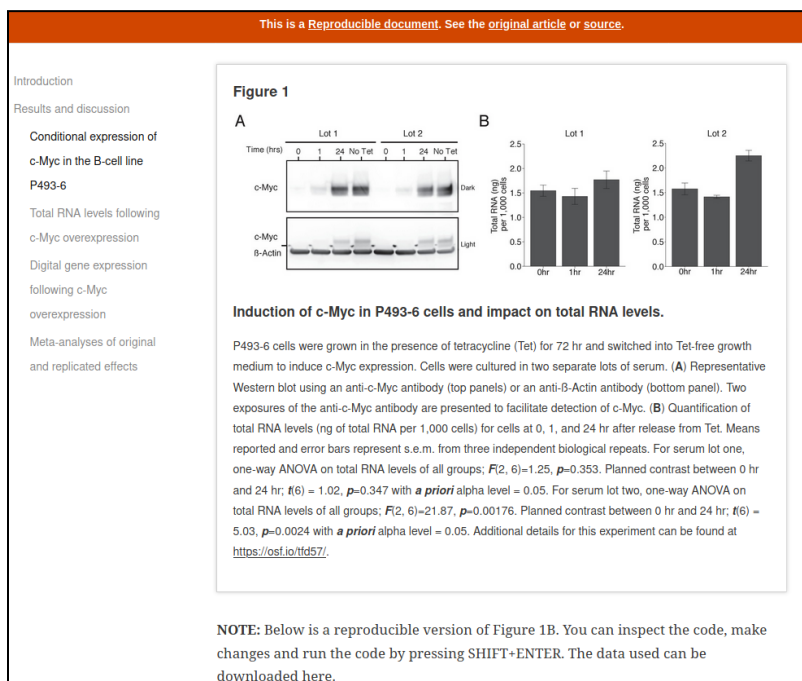 This is a Reproducible document. See the original article or source.
Introduction
Results and discussion
Conditional expression of
c-Myc in the B-cell line
P493-6
Total RNA levels following
c-Myc overexpression
Digital gene expression
following c-Myc
overexpression
Meta-analyses of original
and replicated effects
Figure 1
A
Lot 1 Lot 2
Time (hrs) 0 1 24 No Tet 0 1 24 No Tet
c-Myc Dark
c-Myc
Light
ß-Actin
B
Lot 1
Total RNA (ng)
per 1,000 cells
2.5
2.0
1.5
1.0
0.5
0.0
0hr 1hr 24hr
Lot 2
Total RNA (ng)
per 1,000 cells
2.5
2.0
1.5
1.0
0.5
0.0
0hr 1hr 24hr
Induction of c-Myc in P493-6 cells and impact on total RNA levels.
P493-6 cells were grown in the presence of tetracycline (Tet) for 72 hr and switched into Tet-free growth
medium to induce c-Myc expression. Cells were cultured in two separate lots of serum. (A) Representative
Western blot using an anti-c-Myc antibody (top panels) or an anti-ß-Actin antibody (bottom panel). Two
exposures of the anti-c-Myc antibody are presented to facilitate detection of c-Myc. (B) Quantification of
total RNA levels (ng of total RNA per 1,000 cells) for cells at 0, 1, and 24 hr after release from Tet. Means
reported and error bars represent s.e.m. from three independent biological repeats. For serum lot one,
one-way ANOVA on total RNA levels of all groups; F(2, 6)=1.25, p=0.353. Planned contrast between 0 hr
and 24 hr; t(6) = 1.02, p=0.347 with a priori alpha level = 0.05. For serum lot two, one-way ANOVA on
total RNA levels of all groups; F(2, 6)=21.87, p=0.00176. Planned contrast between 0 hr and 24 hr; t(6) =
5.03, p=0.0024 with a priori alpha level = 0.05. Additional details for this experiment can be found at
https://osf.io/tfd57/.
NOTE: Below is a reproducible version of Figure 1B. You can inspect the code, make
changes and run the code by pressing SHIFT+ENTER. The data used can be
downloaded here.